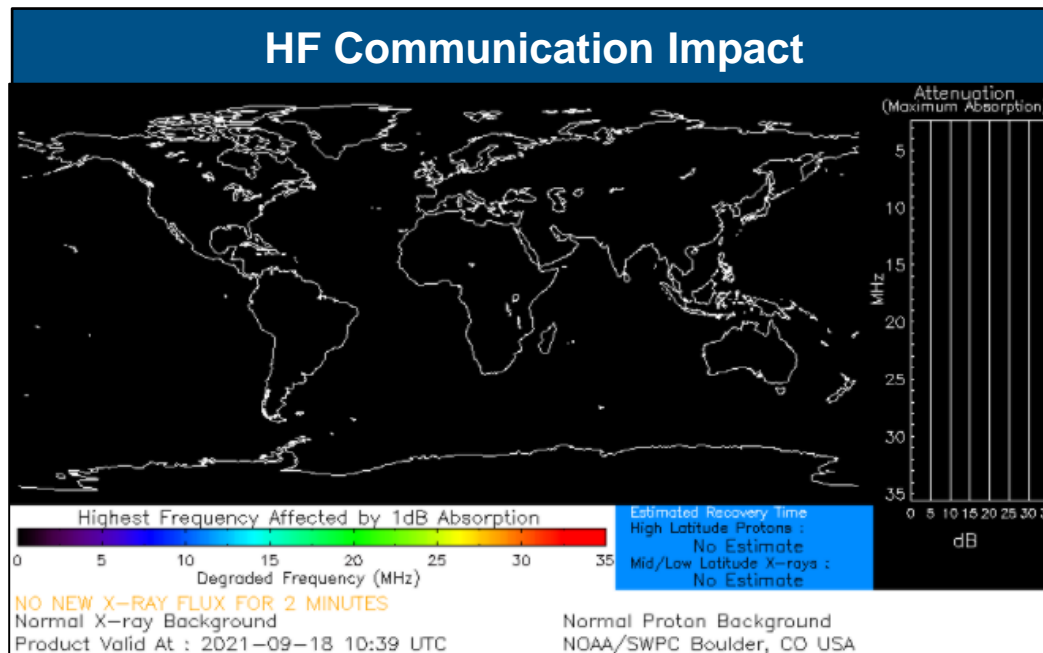 HF Communication Impact
Attenuation
(Maximum Absorption
5
10
15
20
25
30
35
MHz
0 5 10 15 20 25 30
dB
Highest Frequency Affected by 1dB Absorption
0 5 10 15 20 25 30 35
Degraded Frequency (MHz)
Estimated Recovery Time
High Latitude Protons :
No Estimate
Mid/Low Latitude X-rays :
No Estimate
NO NEW X-RAY FLUX FOR 2 MINUTES
Normal X-ray Background
Product Valid At : 2021-09-18 10:39 UTC
Normal Proton Background
NOAA/SWPC Boulder, CO USA